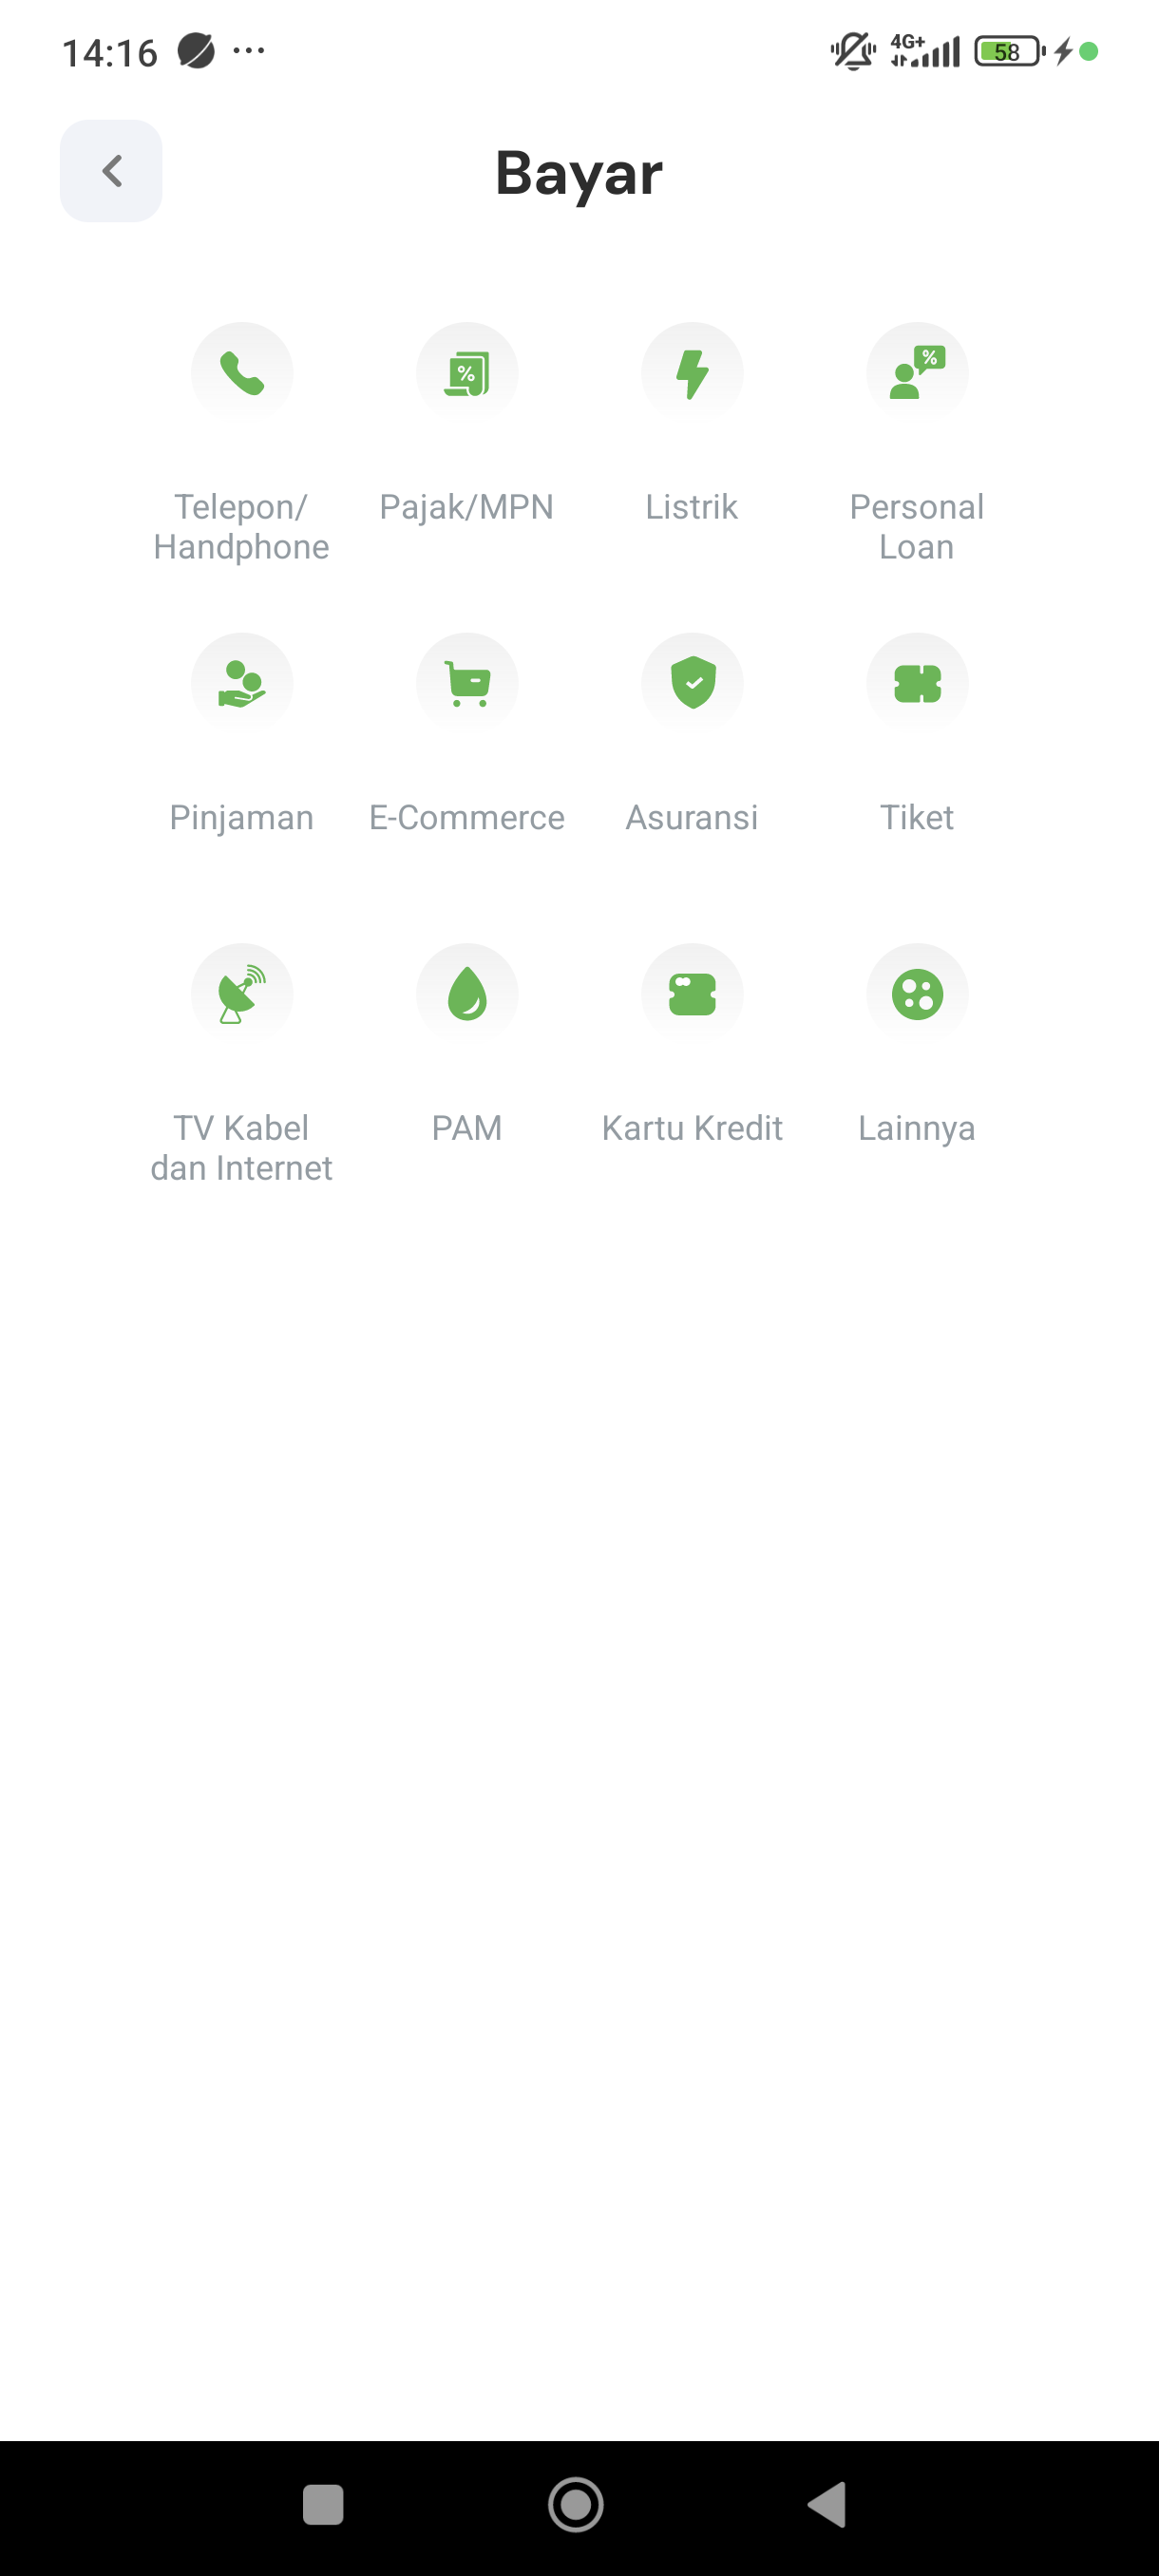 14:16
4G+
58
Bayar
%
%
Telepon/
Handphone
Pajak/MPN
Listrik
Personal
Loan
Pinjaman
E-Commerce
Asuransi
Tiket
TV Kabel
dan Internet
PAM
Kartu Kredit
Lainnya